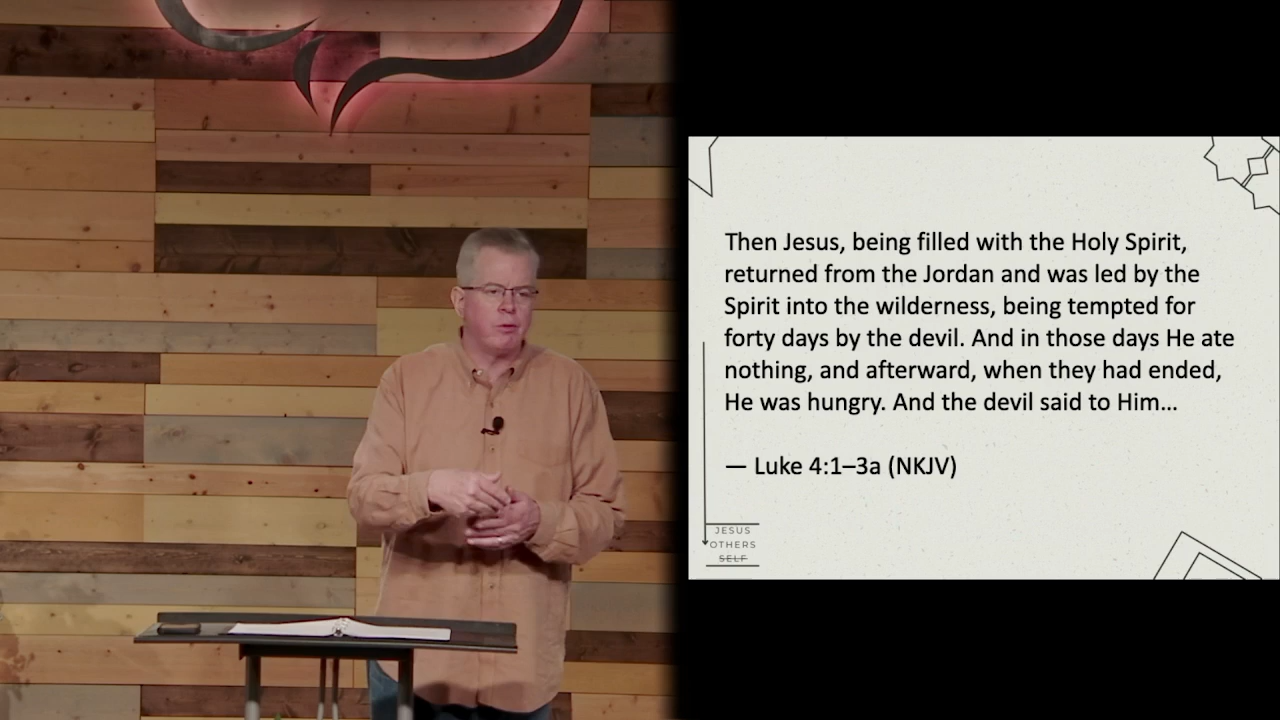 Then Jesus, being filled with the Holy Spirit,
returned from the Jordan and was led by the
Spirit into the wilderness, being tempted for
forty days by the devil. And in those days He ate
nothing, and afterward, when they had ended,
He was hungry. And the devil said to Him...
— Luke 4:1–3a (NKJV)
JESUS
OTHERS
SELF